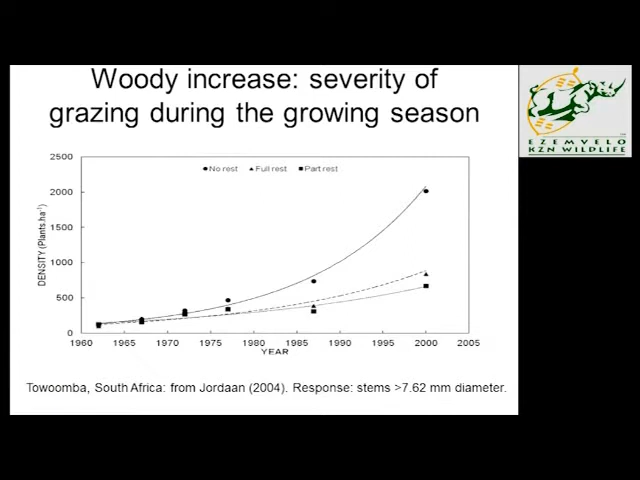 Woody increase: severity of
grazing during the growing season
EZEMVELO
KZN WILDLIFE
2500
2000
1500
1000
500
0
DENSITY (Plants.ha⁻¹)
No rest Full rest Part rest
1960 1965 1970 1975 1980 1985 1990 1995 2000 2005
YEAR
Towoomba, South Africa: from Jordaan (2004). Response: stems >7.62 mm diameter.